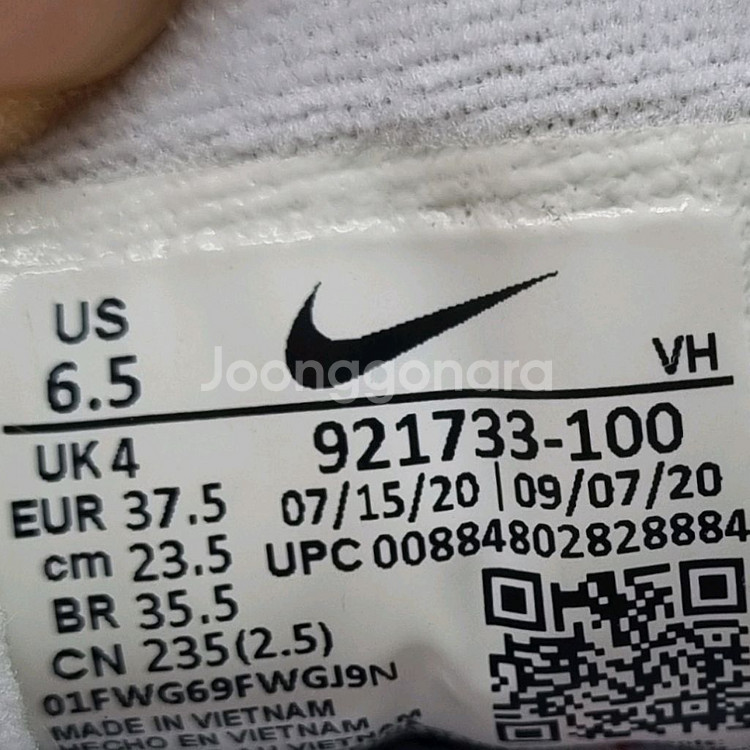 US
6.5
VH
Joonggonara
UK 4
921733-100
EUR 37.5
07/15/20 | 09/07/20
cm 23.5
UPC 00884802828884
BR 35.5
CN 235(2.5)
01FWG69FWGJ9N
MADE IN VIETNAM
HECHO EN VIETNAM
VIETNAM